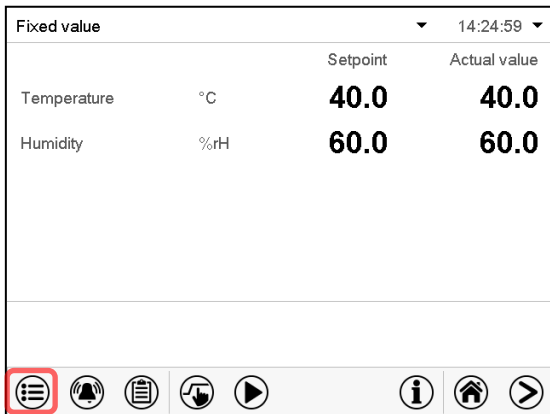 Fixed value 14:24:59
Setpoint Actual value
Temperature °C 40.0 40.0
Humidity %rH 60.0 60.0